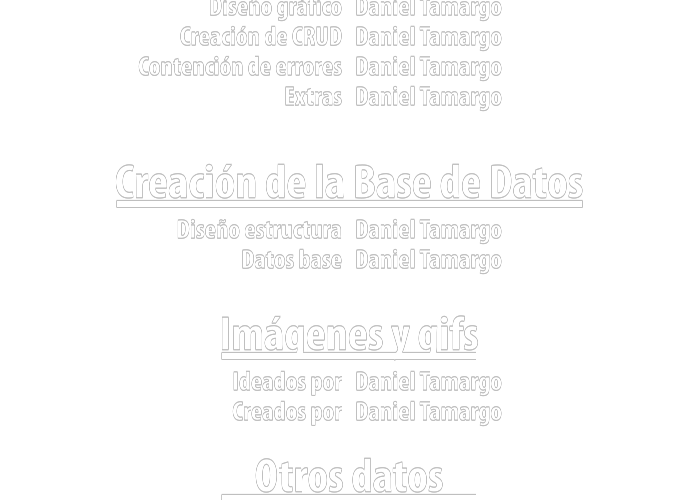 Diseño gráfico Daniel Tamargo
Creación de CRUD Daniel Tamargo
Contención de errores Daniel Tamargo
Extras Daniel Tamargo
Creación de la Base de Datos
Diseño estructura Daniel Tamargo
Datos base Daniel Tamargo
Imágenes y gifs
Ideados por Daniel Tamargo
Creados por Daniel Tamargo
Otros datos